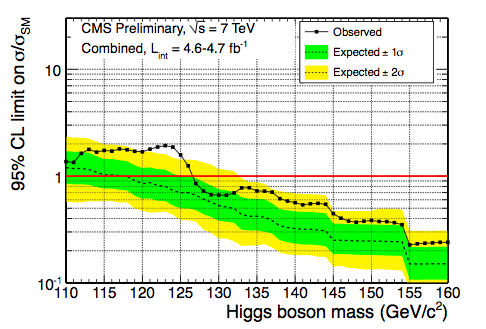 CMS Preliminary, √s = 7 TeV
Combined, L_int = 4.6-4.7 fb⁻¹
Observed
Expected ± 1σ
Expected ± 2σ
95% CL limit on σ/σ_SM
10
1
10⁻¹
110 115 120 125 130 135 140 145 150 155 160
Higgs boson mass (GeV/c²)